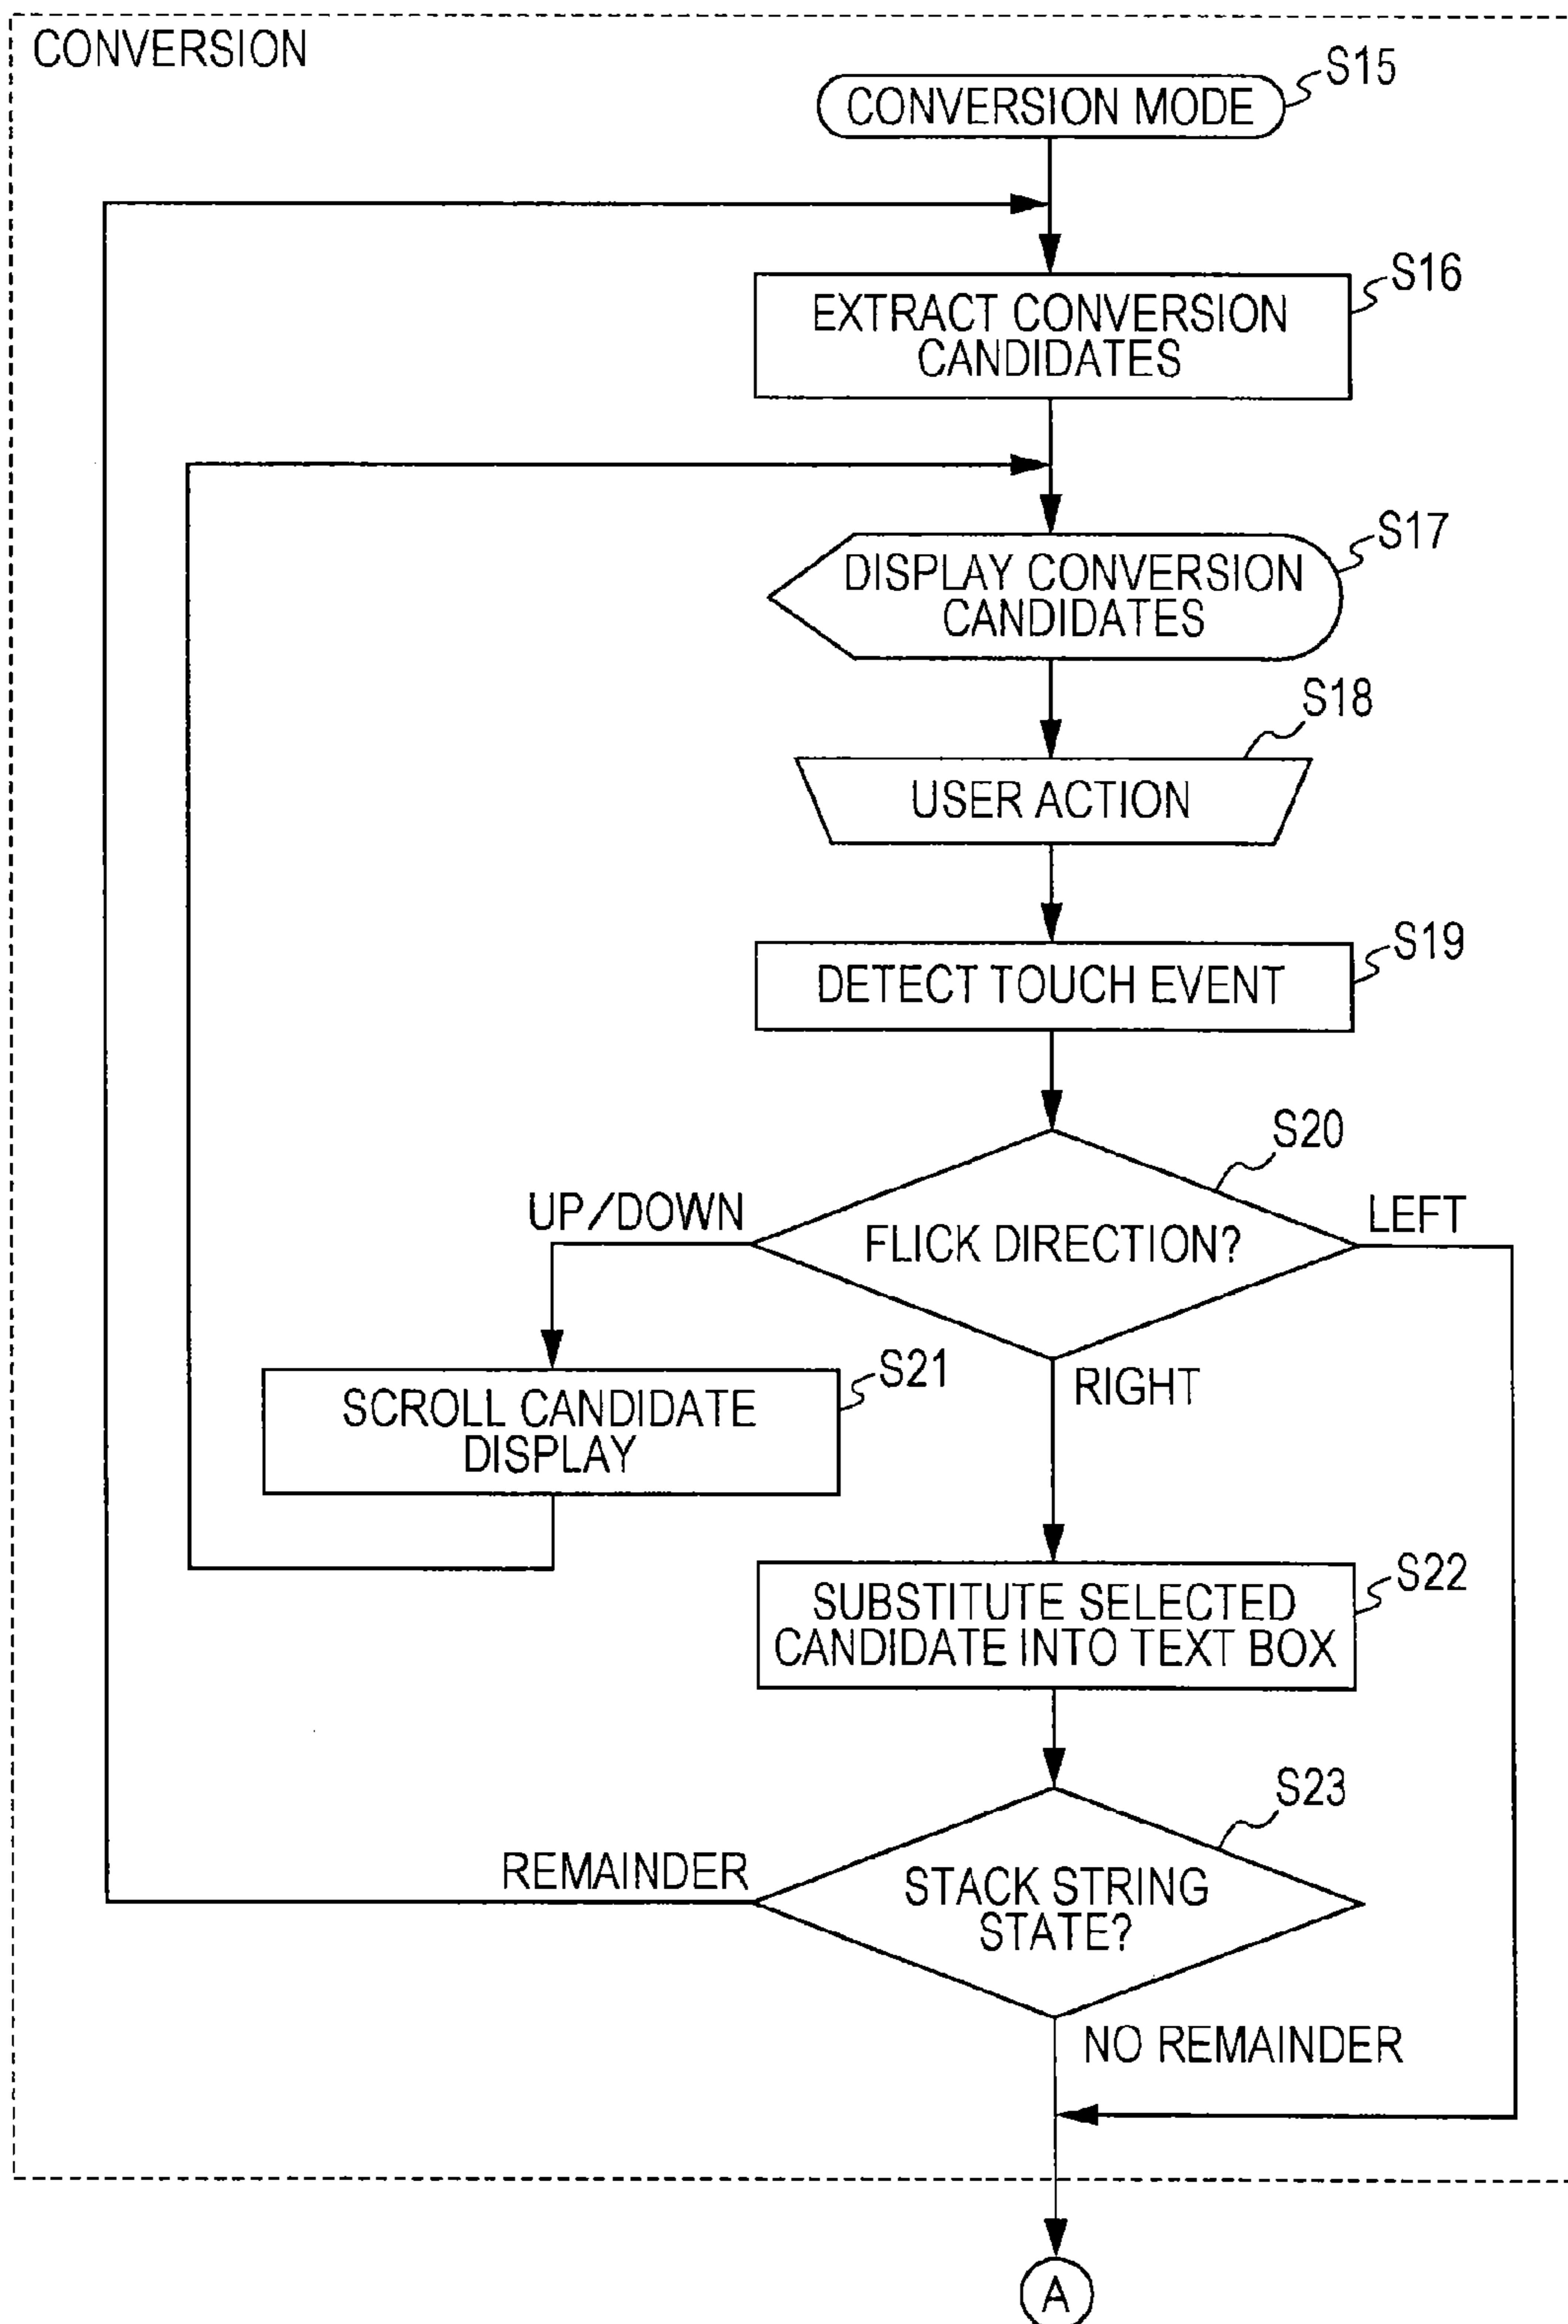 CONVERSION
S15
CONVERSION MODE
S16
EXTRACT CONVERSION
CANDIDATES
S17
DISPLAY CONVERSION
CANDIDATES
S18
USER ACTION
S19
DETECT TOUCH EVENT
S20
UP/DOWN
LEFT
FLICK DIRECTION?
S21
RIGHT
SCROLL CANDIDATE
DISPLAY
S22
SUBSTITUTE SELECTED
CANDIDATE INTO TEXT BOX
S23
REMAINDER
STACK STRING
STATE?
NO REMAINDER
A